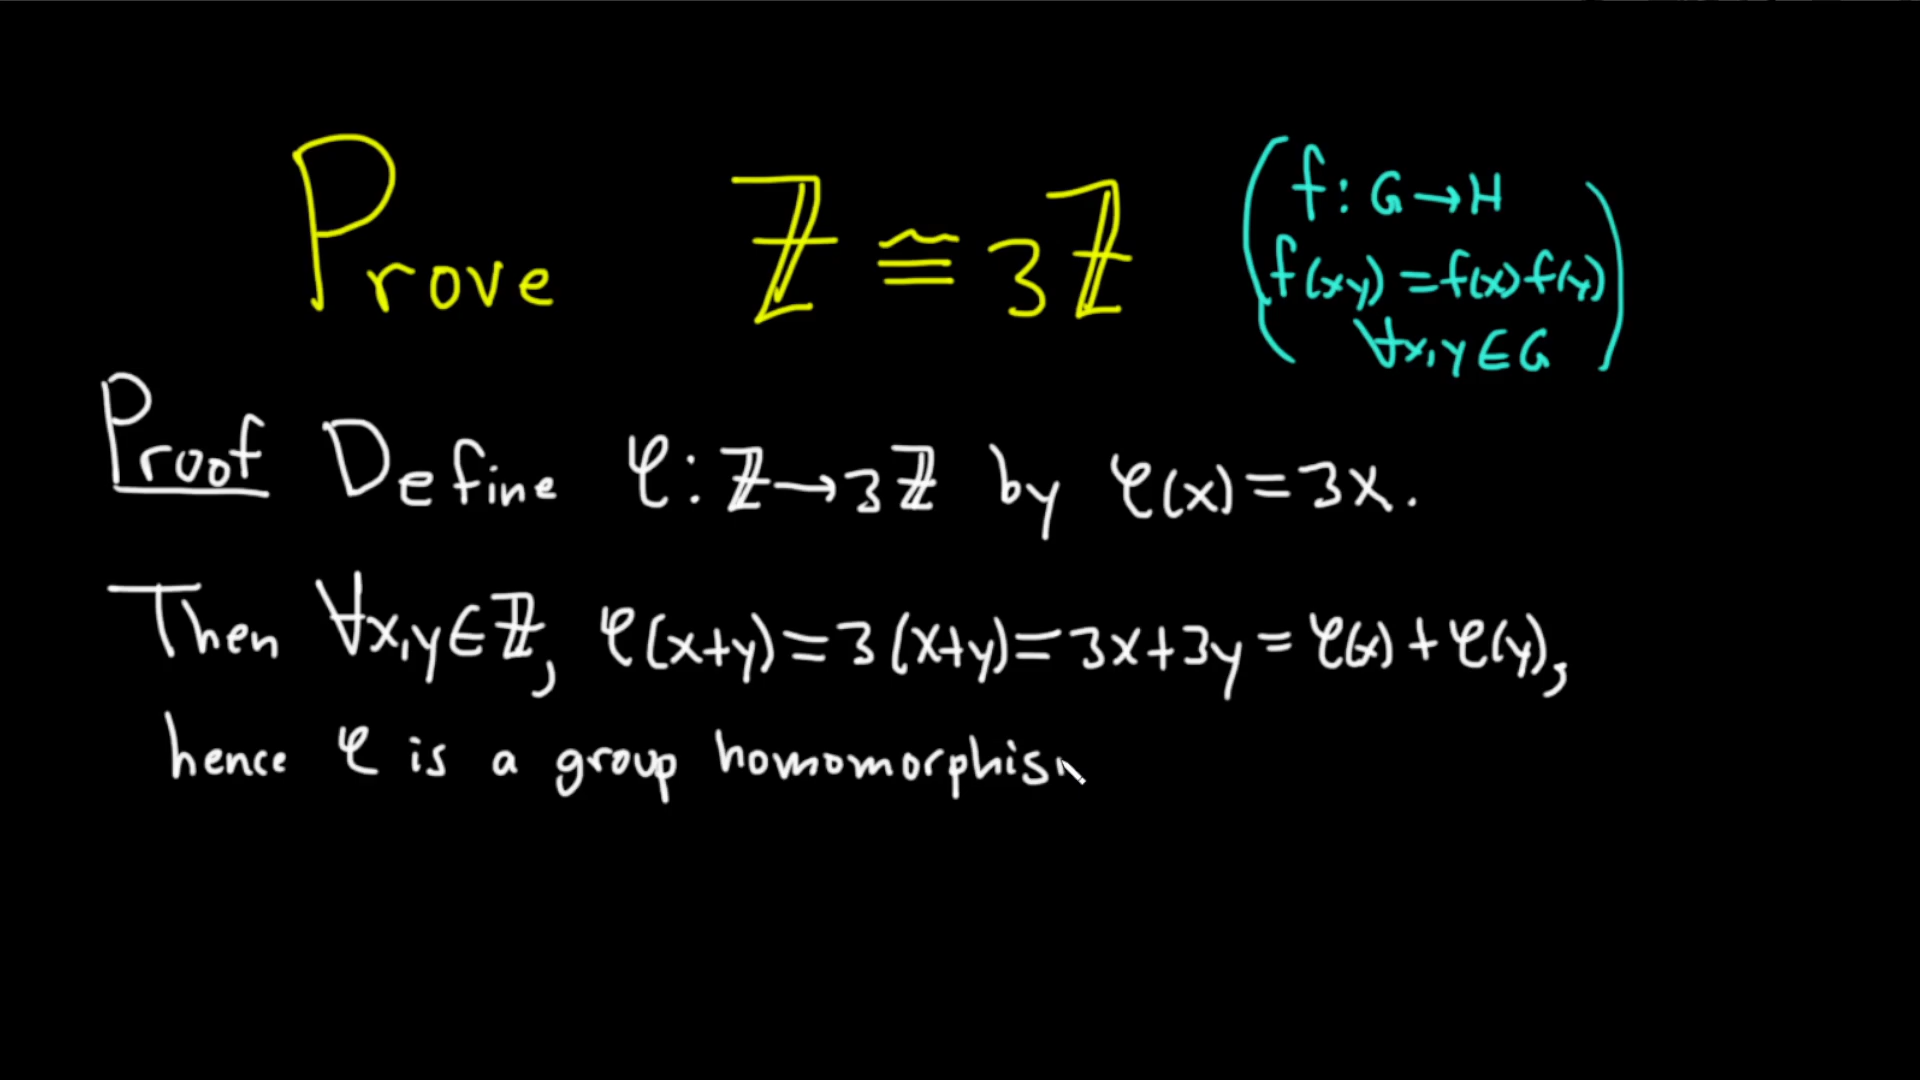 Prove ℤ ≅ 3ℤ
(f: G → H
f(xy) = f(x)f(y)
∀x,y ∈ G)
Proof Define φ: ℤ → 3ℤ by φ(x) = 3x.
Then ∀x,y ∈ ℤ, φ(x+y) = 3(x+y) = 3x+3y = φ(x) + φ(y),
hence φ is a group homomorphis